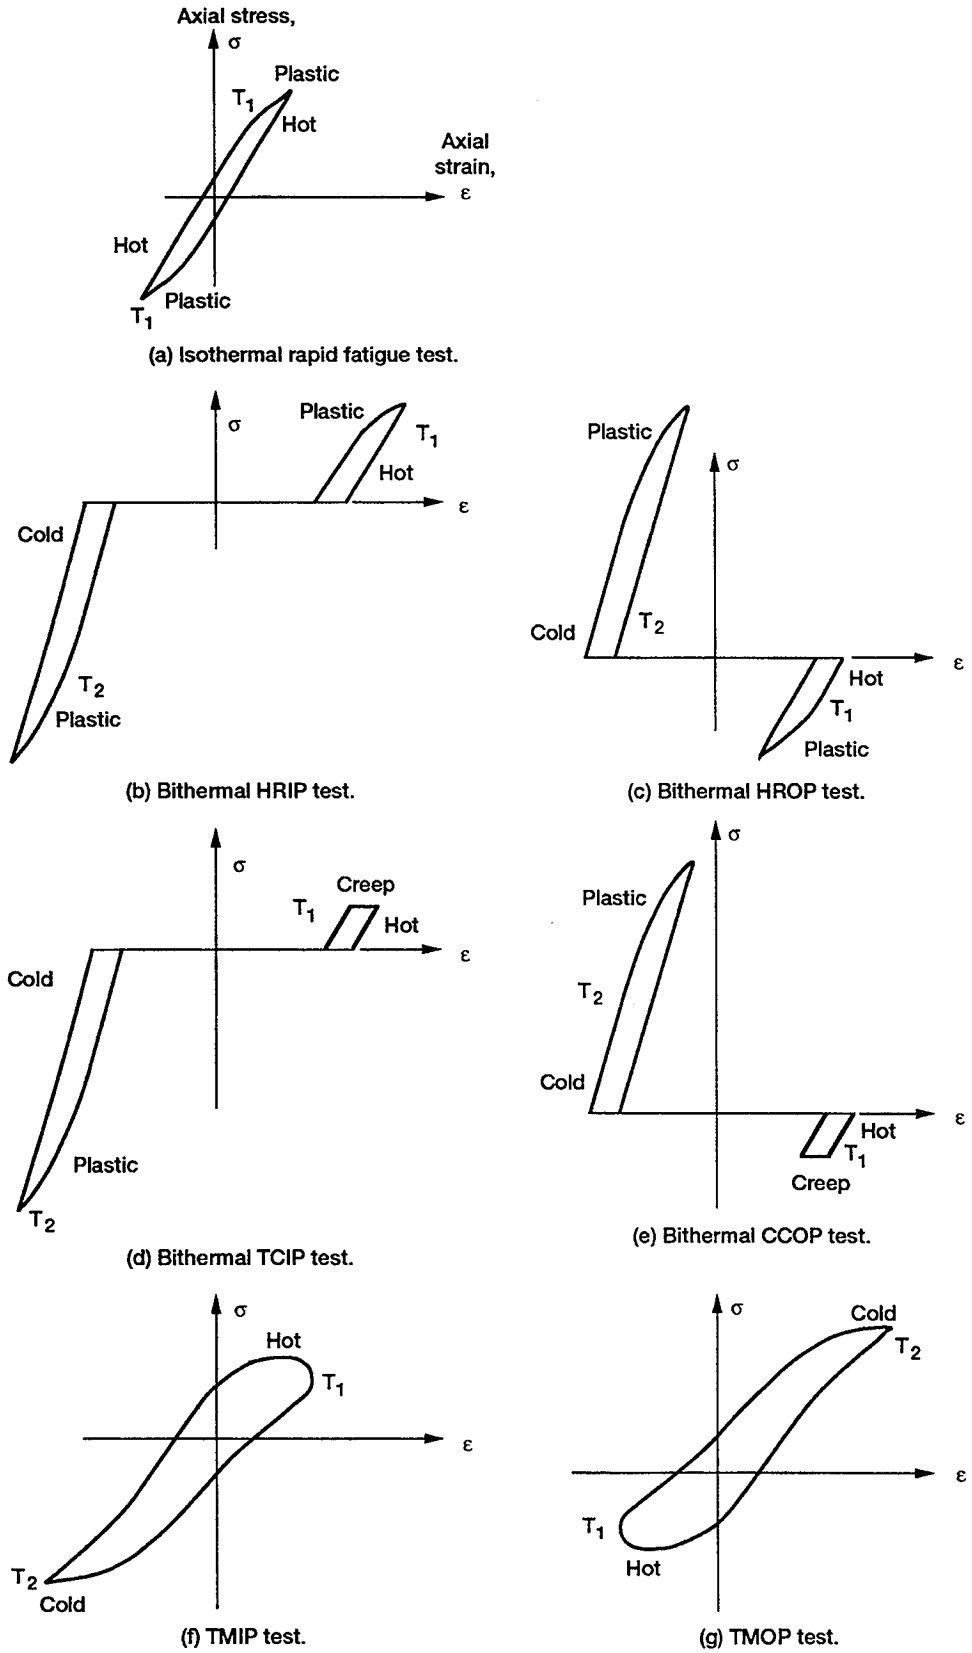 Axial stress,
σ
Plastic
T1
Hot
Axial
strain,
ε
Hot
Plastic
T1
(a) Isothermal rapid fatigue test.
σ
Plastic
T1
Hot
ε
Cold
T2
Plastic
(b) Bithermal HRIP test.
Plastic
σ
T2
Cold
ε
Hot
T1
Plastic
(c) Bithermal HROP test.
σ
Creep
T1
Hot
ε
Cold
Plastic
T2
(d) Bithermal TCIP test.
σ
Plastic
T2
Cold
ε
Hot
T1
Creep
(e) Bithermal CCOP test.
σ
Hot
T1
ε
T2
Cold
(f) TMIP test.
σ
Cold
T2
ε
T1
Hot
(g) TMOP test.